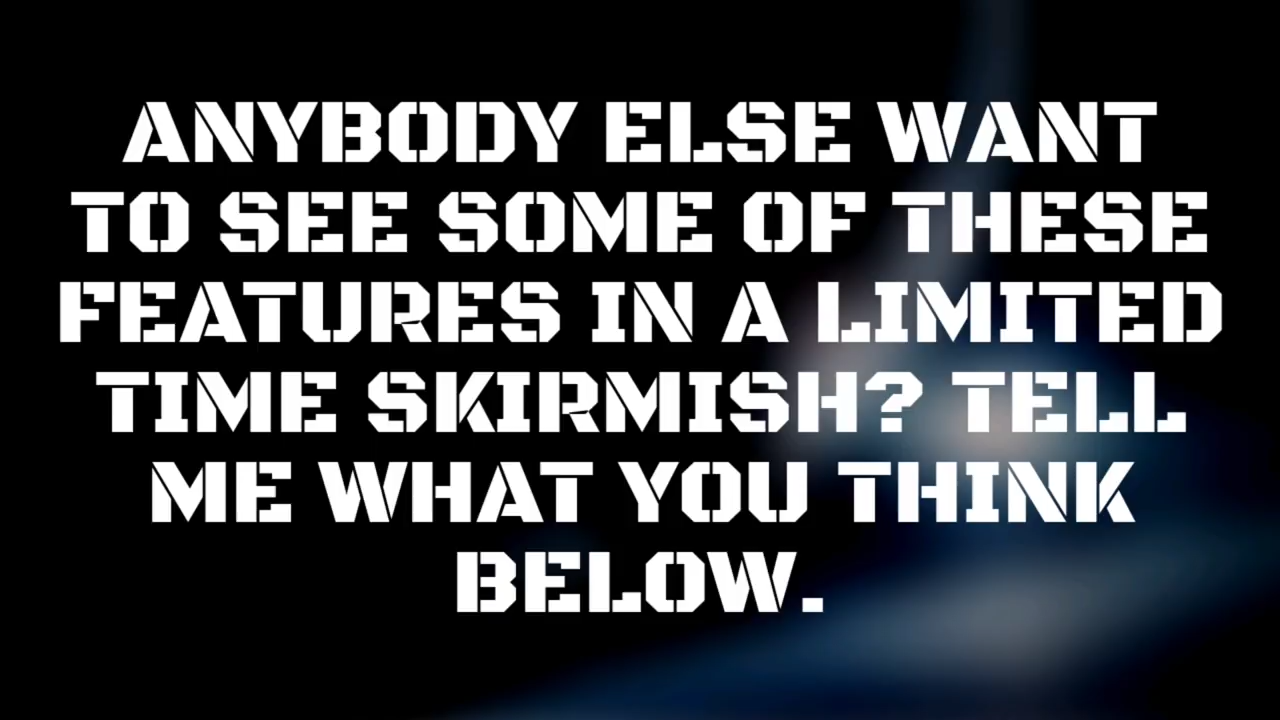 ANYBODY ELSE WANT
TO SEE SOME OF THESE
FEATURES IN A LIMITED
TIME SKIRMISH? TELL
ME WHAT YOU THINK
BELOW.